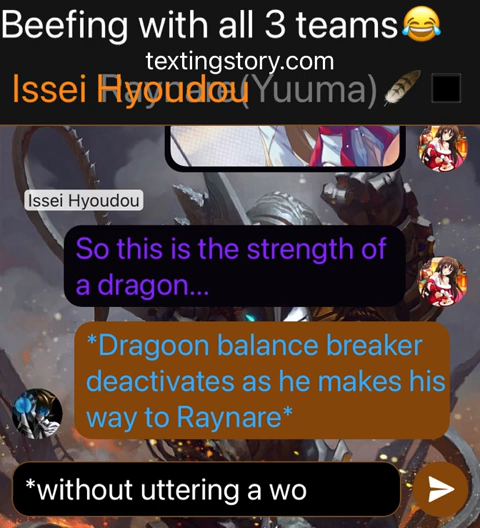 Beefing with all 3 teams😂
textingstory.com
Issei Hyoudou
Raynare(Yuuma)🪶⬛
Issei Hyoudou
So this is the strength of
a dragon...
*Dragoon balance breaker
deactivates as he makes his
way to Raynare*
*without uttering a wo